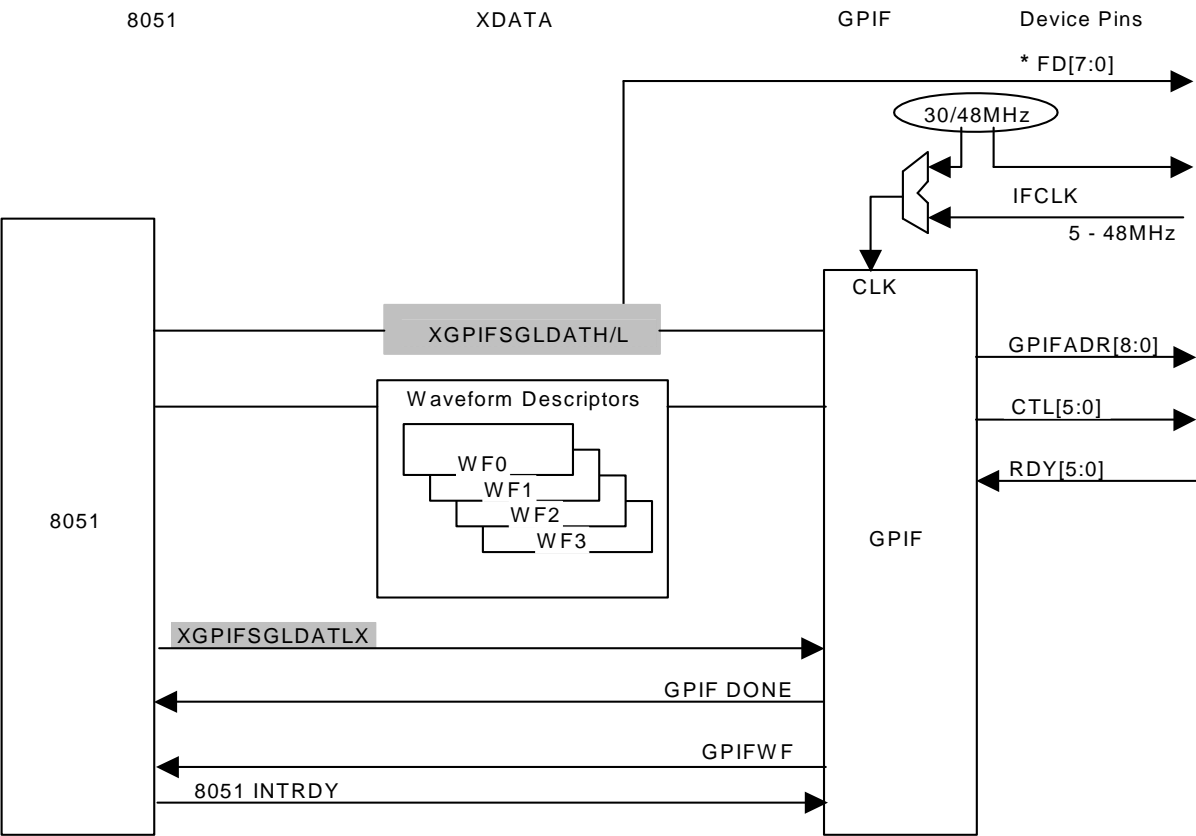 8051 XDATA GPIF Device Pins
* FD[7:0]
30/48MHz
IFCLK
5 - 48MHz
CLK
XGPIFSGLDATH/L
GPIFADR[8:0]
Waveform Descriptors
CTL[5:0]
WF0
RDY[5:0]
WF1
WF2
8051
WF3
GPIF
XGPIFSGLDATLX
GPIF DONE
GPIFWF
8051 INTRDY